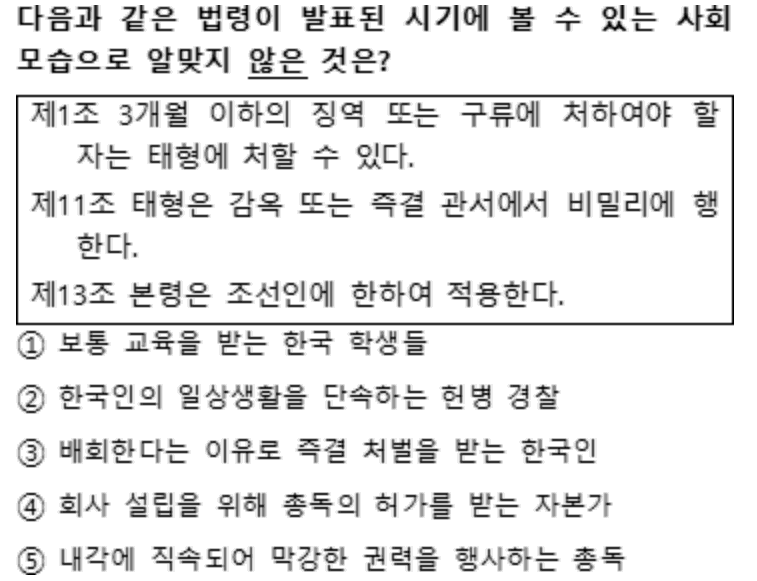 다음과 같은 법령이 발표된 시기에 볼 수 있는 사회
모습으로 알맞지 않은 것은?
제1조 3개월 이하의 징역 또는 구류에 처하여야 할
자는 태형에 처할 수 있다.
제11조 태형은 감옥 또는 즉결 관서에서 비밀리에 행
한다.
제13조 본령은 조선인에 한하여 적용한다.
① 보통 교육을 받는 한국 학생들
② 한국인의 일상생활을 단속하는 헌병 경찰
③ 배회한다는 이유로 즉결 처벌을 받는 한국인
④ 회사 설립을 위해 총독의 허가를 받는 자본가
⑤ 내각에 직속되어 막강한 권력을 행사하는 총독